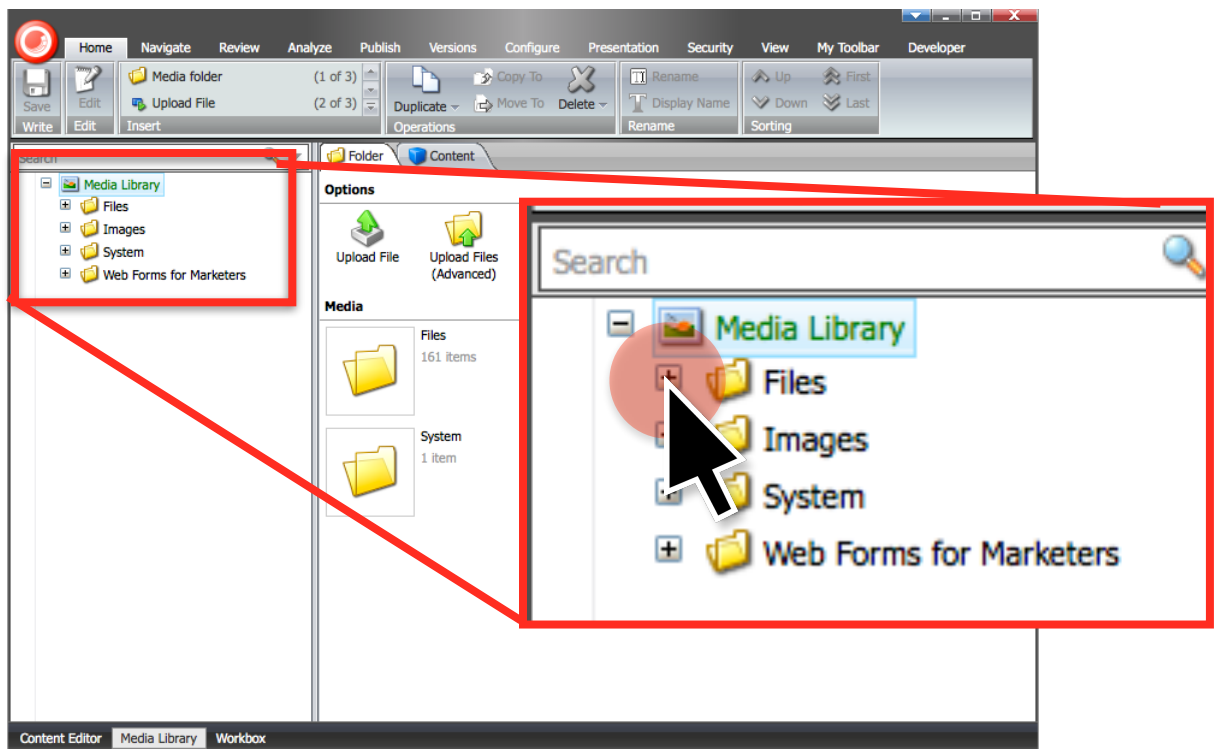 Home Navigate Review Analyze Publish Versions Configure Presentation Security View My Toolbar Developer
Save
Write
Edit
Edit
Media folder (1 of 3)
Upload File (2 of 3)
Insert
Duplicate
Copy To
Move To
Delete
Operations
Rename
Display Name
Rename
Up First
Down Last
Sorting
Search
Media Library
Files
Images
System
Web Forms for Marketers
Folder Content
Options
Upload File
Upload Files
(Advanced)
Media
Files
161 items
System
1 item
Search
Media Library
Files
Images
System
Web Forms for Marketers
Content Editor Media Library Workbox